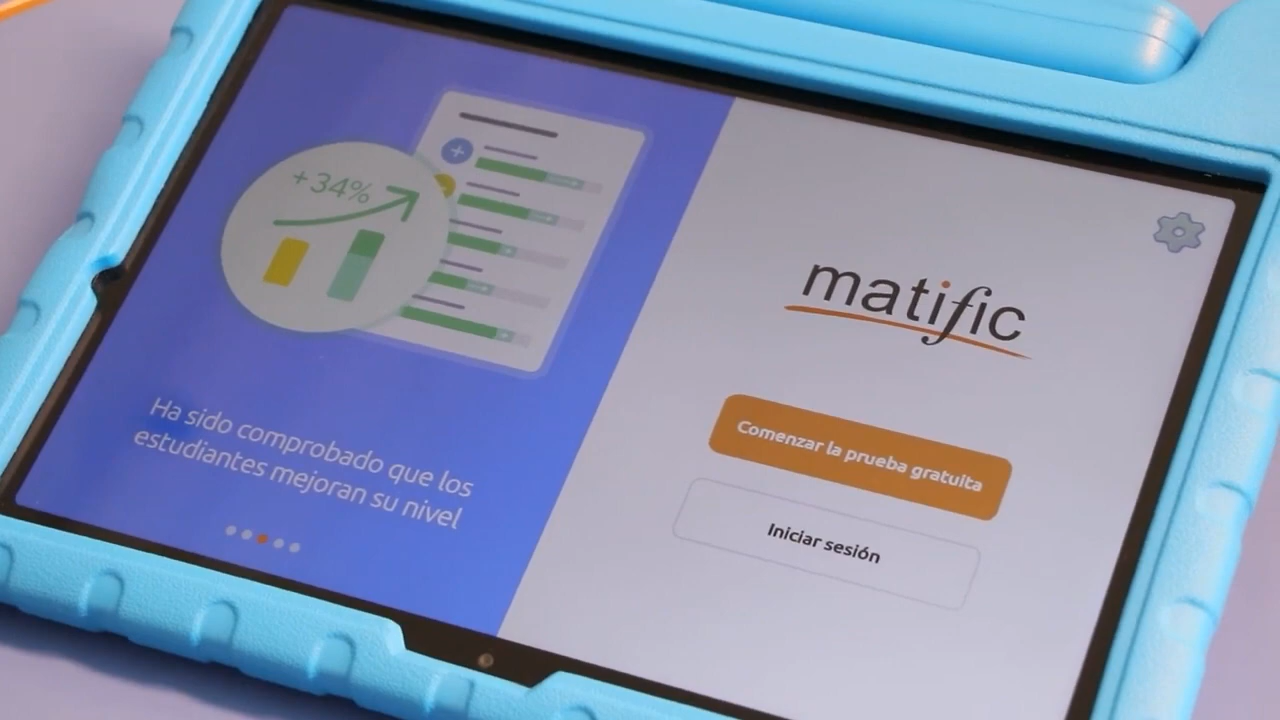 +34%
Ha sido comprobado que los
estudiantes mejoran su nivel
matific
Comenzar la prueba gratuita
Iniciar sesión